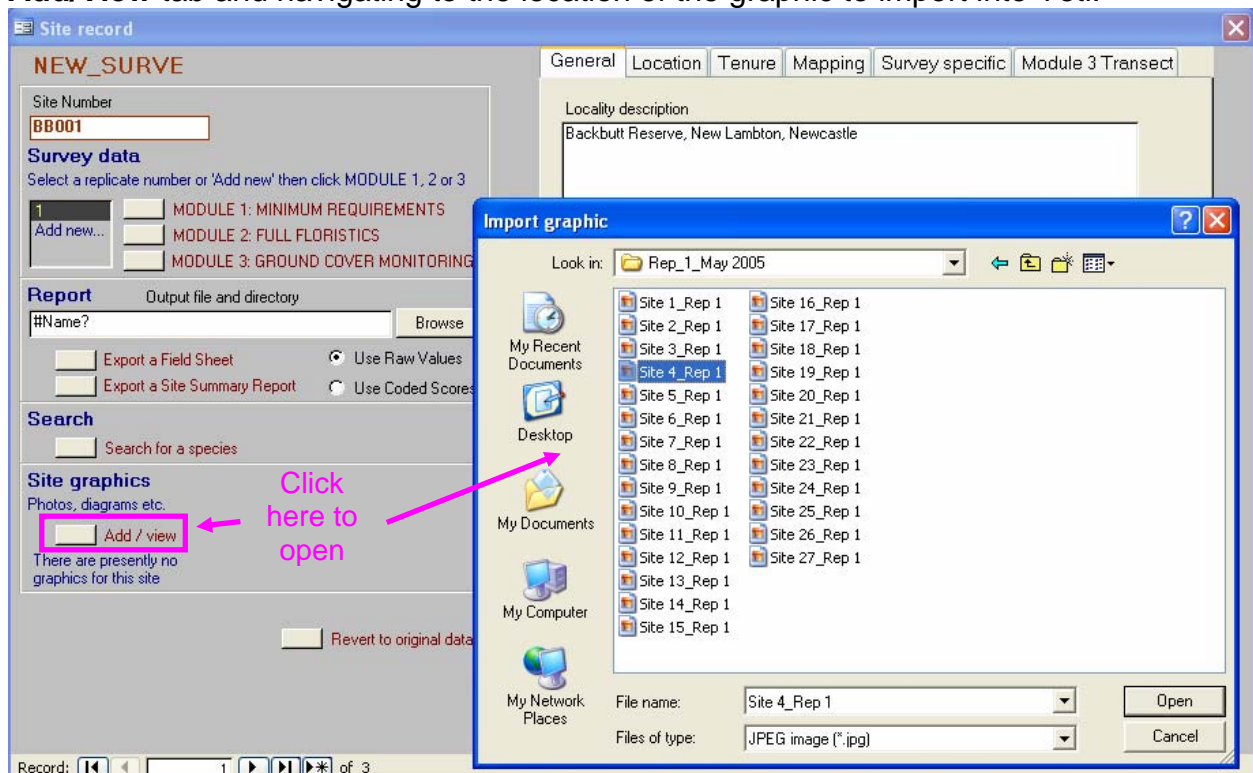 Add/View tab and navigating to the location of the graphic to import into Yeti.
Site record
NEW_SURVE
Site Number
BB001
Survey data
Select a replicate number or 'Add new' then click MODULE 1, 2 or 3
1
Add new...
MODULE 1: MINIMUM REQUIREMENTS
MODULE 2: FULL FLORISTICS
MODULE 3: GROUND COVER MONITORING
Report Output file and directory
#Name? Browse
Export a Field Sheet Use Raw Values
Export a Site Summary Report Use Coded Scores
Search
Search for a species
Site graphics
Photos, diagrams etc.
Add / view
There are presently no
graphics for this site
Click
here to
open
Revert to original data
Record: 1 of 3
General Location Tenure Mapping Survey specific Module 3 Transect
Locality description
Backbutt Reserve, New Lambton, Newcastle
Import graphic
Look in: Rep_1_May 2005
My Recent
Documents
Desktop
My Documents
My Computer
My Network
Places
Site 1_Rep 1
Site 2_Rep 1
Site 3_Rep 1
Site 4_Rep 1
Site 5_Rep 1
Site 6_Rep 1
Site 7_Rep 1
Site 8_Rep 1
Site 9_Rep 1
Site 10_Rep 1
Site 11_Rep 1
Site 12_Rep 1
Site 13_Rep 1
Site 14_Rep 1
Site 15_Rep 1
Site 16_Rep 1
Site 17_Rep 1
Site 18_Rep 1
Site 19_Rep 1
Site 20_Rep 1
Site 21_Rep 1
Site 22_Rep 1
Site 23_Rep 1
Site 24_Rep 1
Site 25_Rep 1
Site 26_Rep 1
Site 27_Rep 1
File name: Site 4_Rep 1 Open
Files of type: JPEG image (*.jpg) Cancel